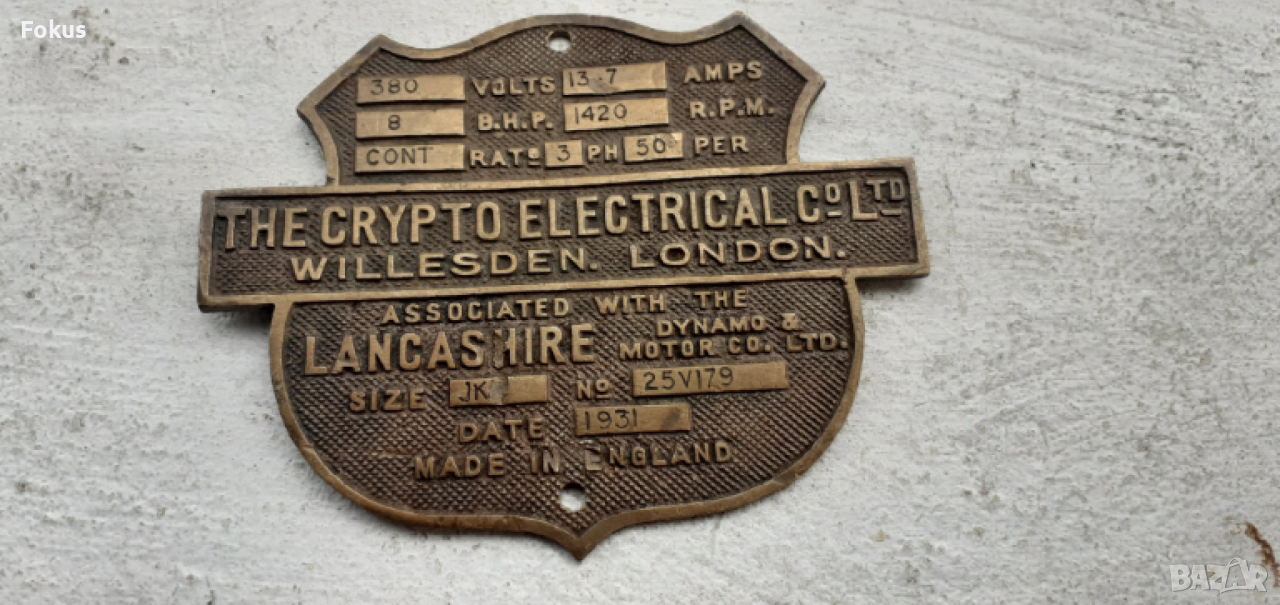 Fokus
380 VOLTS 13.7 AMPS
8 B.H.P. 1420 R.P.M.
CONT RATG 3 PH 50 PER
THE CRYPTO ELECTRICAL CO LTD
WILLESDEN. LONDON.
ASSOCIATED WITH THE
LANCASHIRE DYNAMO &
MOTOR CO. LTD.
SIZE JK No 25V179
DATE 1931
MADE IN ENGLAND
BAZAR